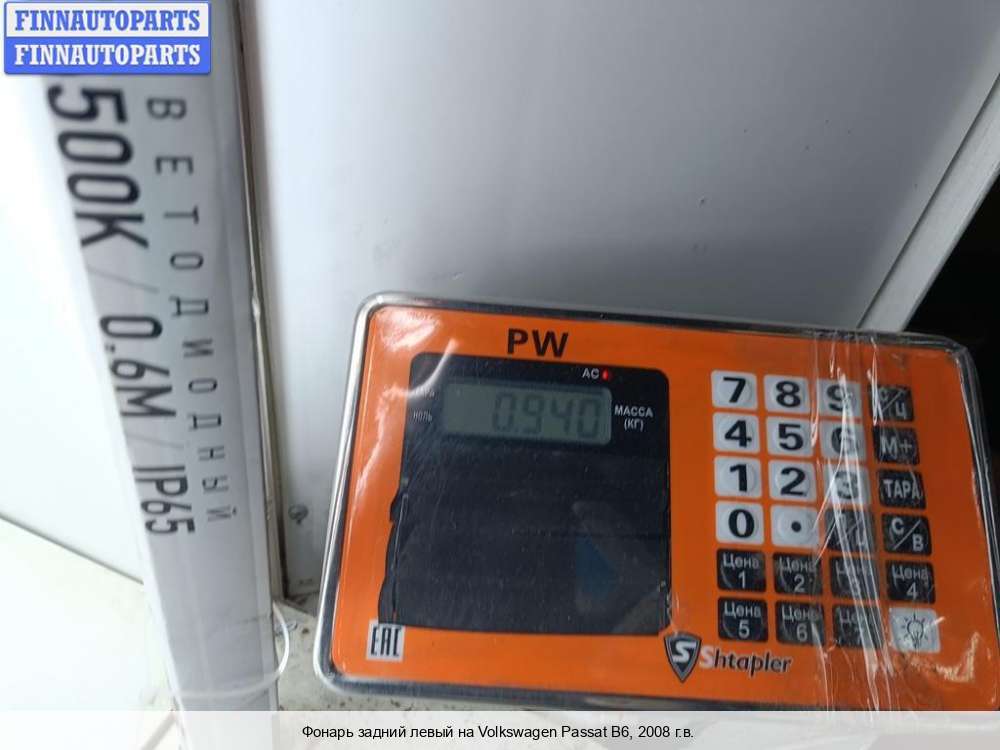 FINNAUTOPARTS
FINNAUTOPARTS
ВЕТОДИОДНЫЙ
500K / 0,6М / IP65
PW
AC
НОЛЬ
0.940
МАССА
(КГ)
7 8 9 С/Ц
4 5 6 М+
1 2 3 ТАРА
0 . С/В
Цена 1 Цена 2 Цена 3 Цена 4
Цена 5 Цена 6
EAC
Shtapler
Фонарь задний левый на Volkswagen Passat B6, 2008 г.в.